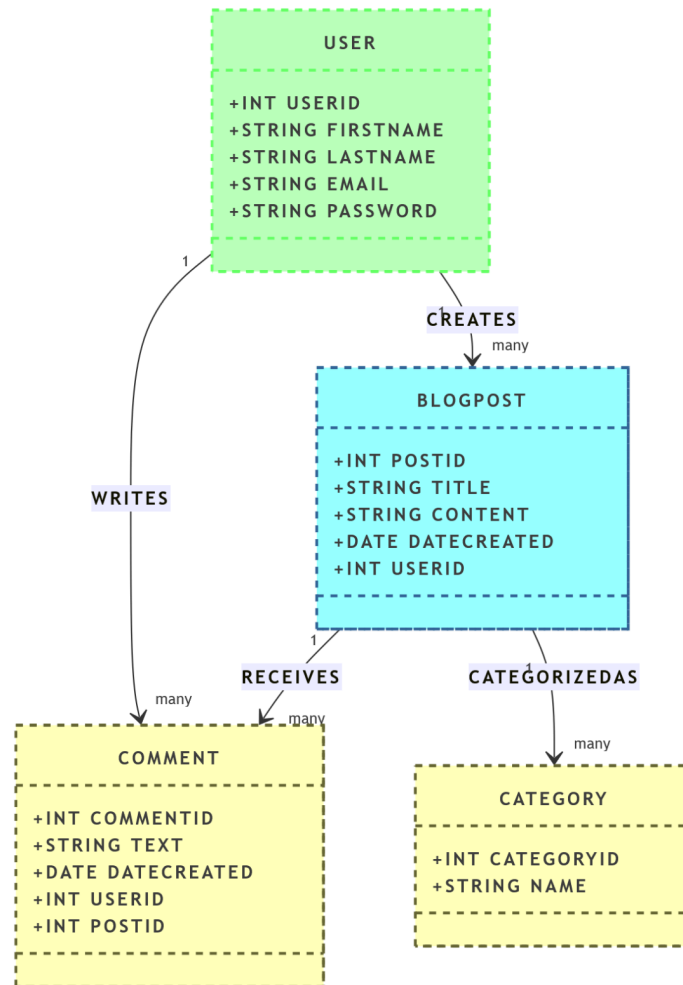 USER
+INT USERID
+STRING FIRSTNAME
+STRING LASTNAME
+STRING EMAIL
+STRING PASSWORD
1
1
CREATES
many
BLOGPOST
+INT POSTID
+STRING TITLE
+STRING CONTENT
+DATE DATECREATED
+INT USERID
WRITES
1
1
RECEIVES
CATEGORIZEDAS
many
many
many
COMMENT
+INT COMMENTID
+STRING TEXT
+DATE DATECREATED
+INT USERID
+INT POSTID
CATEGORY
+INT CATEGORYID
+STRING NAME